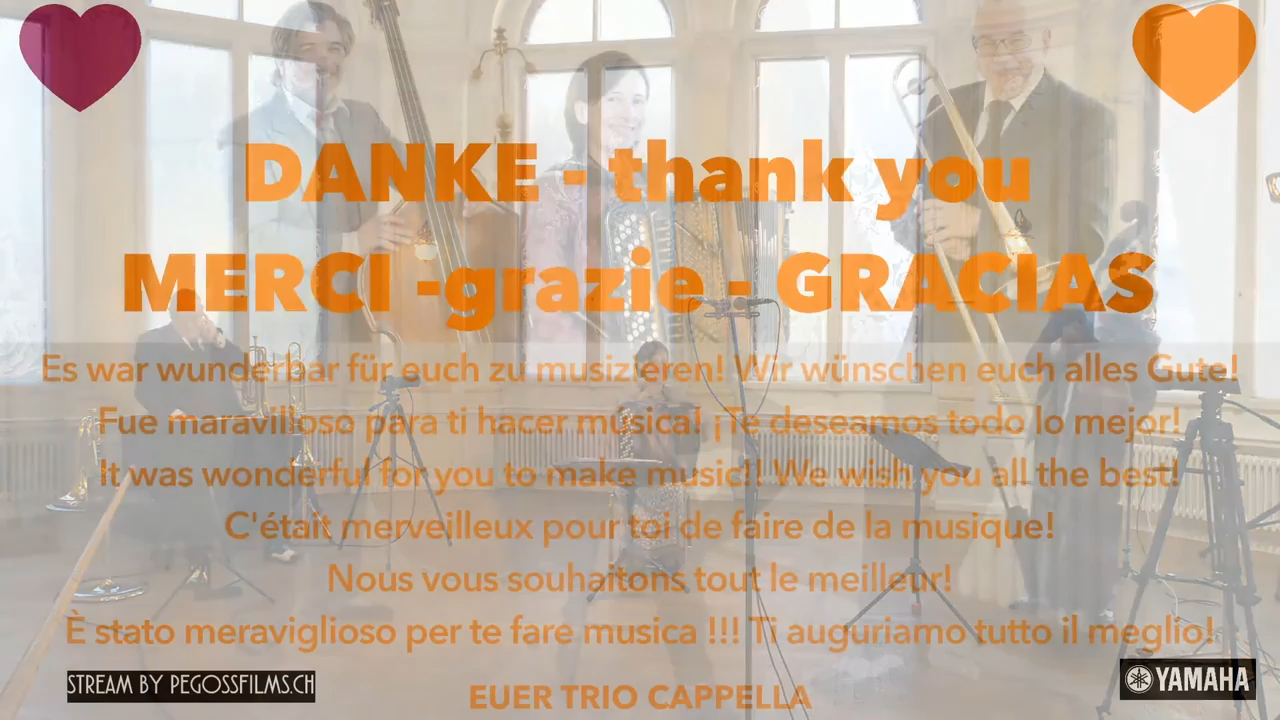 DANKE - thank you
MERCI -grazie - GRACIAS
Es war wunderbar für euch zu musizieren! Wir wünschen euch alles Gute!
Fue maravilloso para ti hacer música! ¡Te deseamos todo lo mejor!
It was wonderful for you to make music!! We wish you all the best!
C'était merveilleux pour toi de faire de la musique!
Nous vous souhaitons tout le meilleur!
È stato meraviglioso per te fare musica !!! Ti auguriamo tutto il meglio!
STREAM BY PEGOSSFILMS.CH
EUER TRIO CAPPELLA
YAMAHA